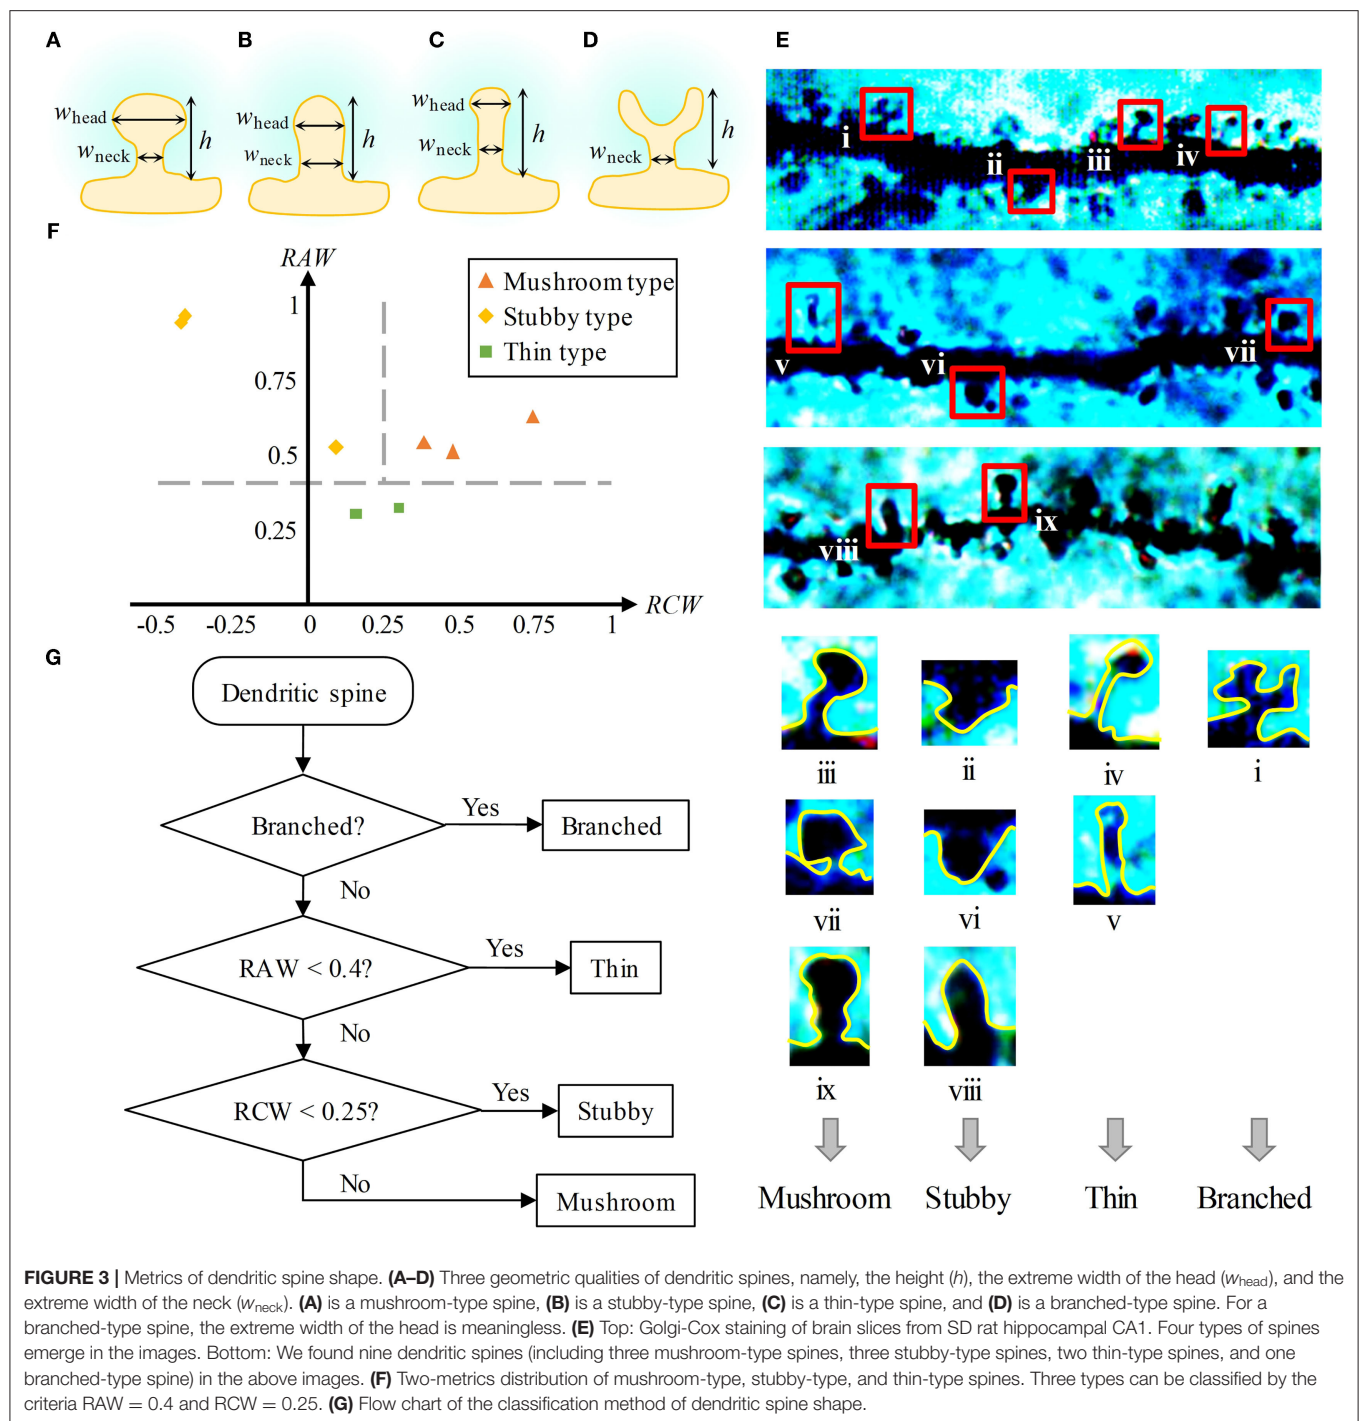 A
B
C
D
E
w_head
w_neck
h
w_head
w_neck
h
w_head
w_neck
h
w_neck
h
i
ii
iii
iv
v
vi
vii
viii
ix
F
RAW
1
0.75
0.5
0.25
-0.5 -0.25 0 0.25 0.5 0.75 1
RCW
Mushroom type
Stubby type
Thin type
G
Dendritic spine
Branched?
Yes
Branched
No
RAW < 0.4?
Yes
Thin
No
RCW < 0.25?
Yes
Stubby
No
Mushroom
iii ii iv i
vii vi v
ix viii
Mushroom Stubby Thin Branched
FIGURE 3 | Metrics of dendritic spine shape. (A–D) Three geometric qualities of dendritic spines, namely, the height (h), the extreme width of the head (w_head), and the
extreme width of the neck (w_neck). (A) is a mushroom-type spine, (B) is a stubby-type spine, (C) is a thin-type spine, and (D) is a branched-type spine. For a
branched-type spine, the extreme width of the head is meaningless. (E) Top: Golgi-Cox staining of brain slices from SD rat hippocampal CA1. Four types of spines
emerge in the images. Bottom: We found nine dendritic spines (including three mushroom-type spines, three stubby-type spines, two thin-type spines, and one
branched-type spine) in the above images. (F) Two-metrics distribution of mushroom-type, stubby-type, and thin-type spines. Three types can be classified by the
criteria RAW = 0.4 and RCW = 0.25. (G) Flow chart of the classification method of dendritic spine shape.